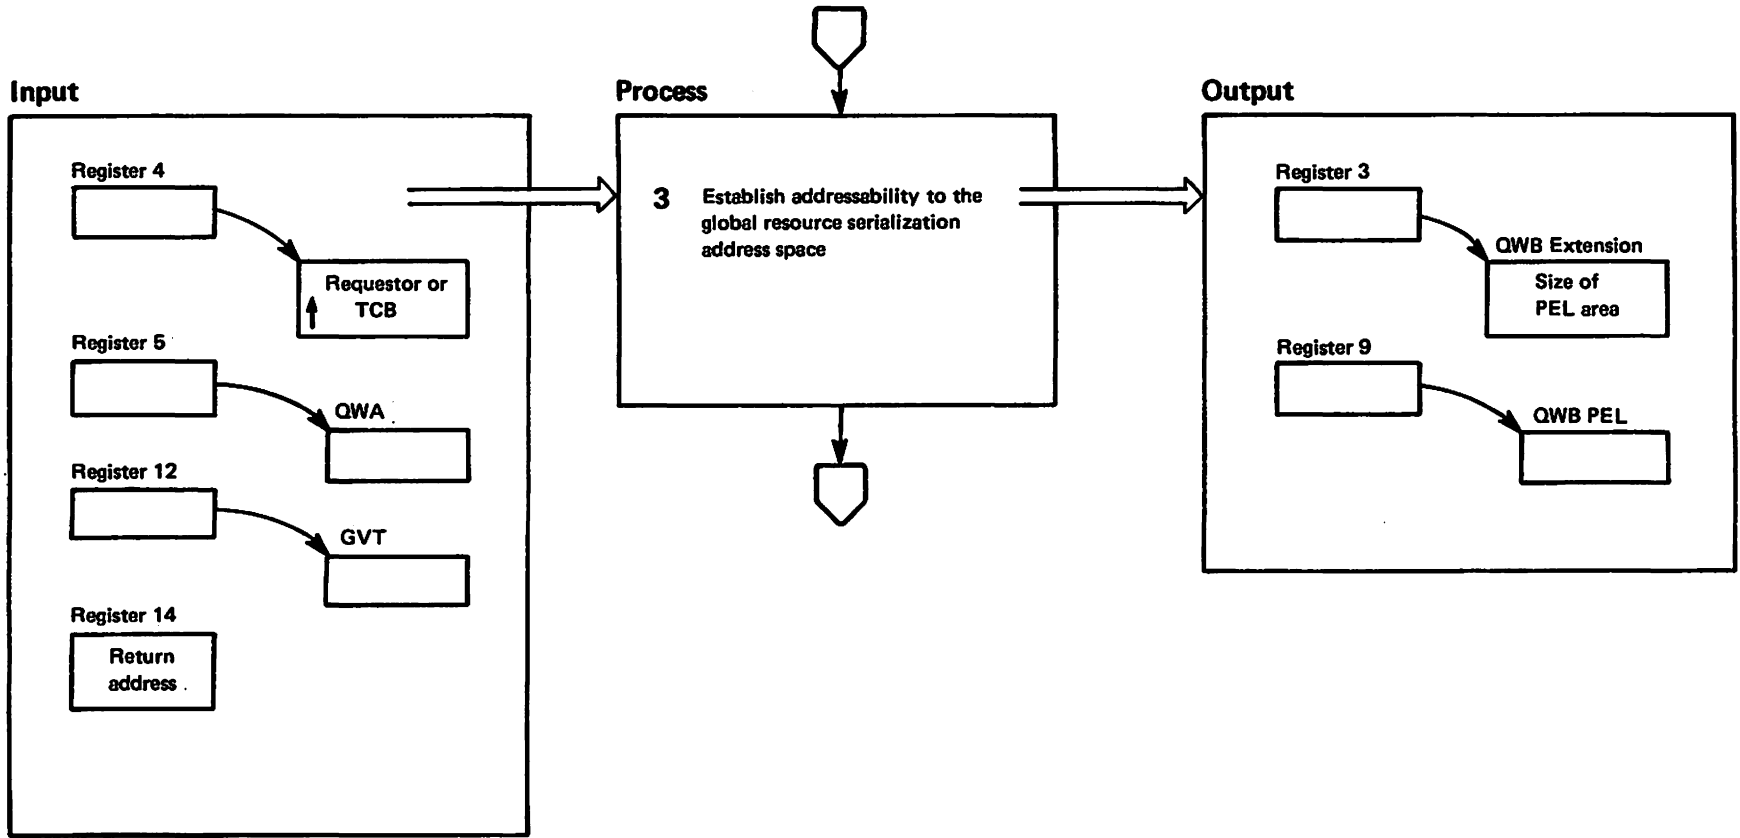 Input
Register 4
Requestor or
TCB
Register 5
QWA
Register 12
GVT
Register 14
Return
address
Process
3 Establish addressability to the
global resource serialization
address space
Output
Register 3
QWB Extension
Size of
PEL area
Register 9
QWB PEL